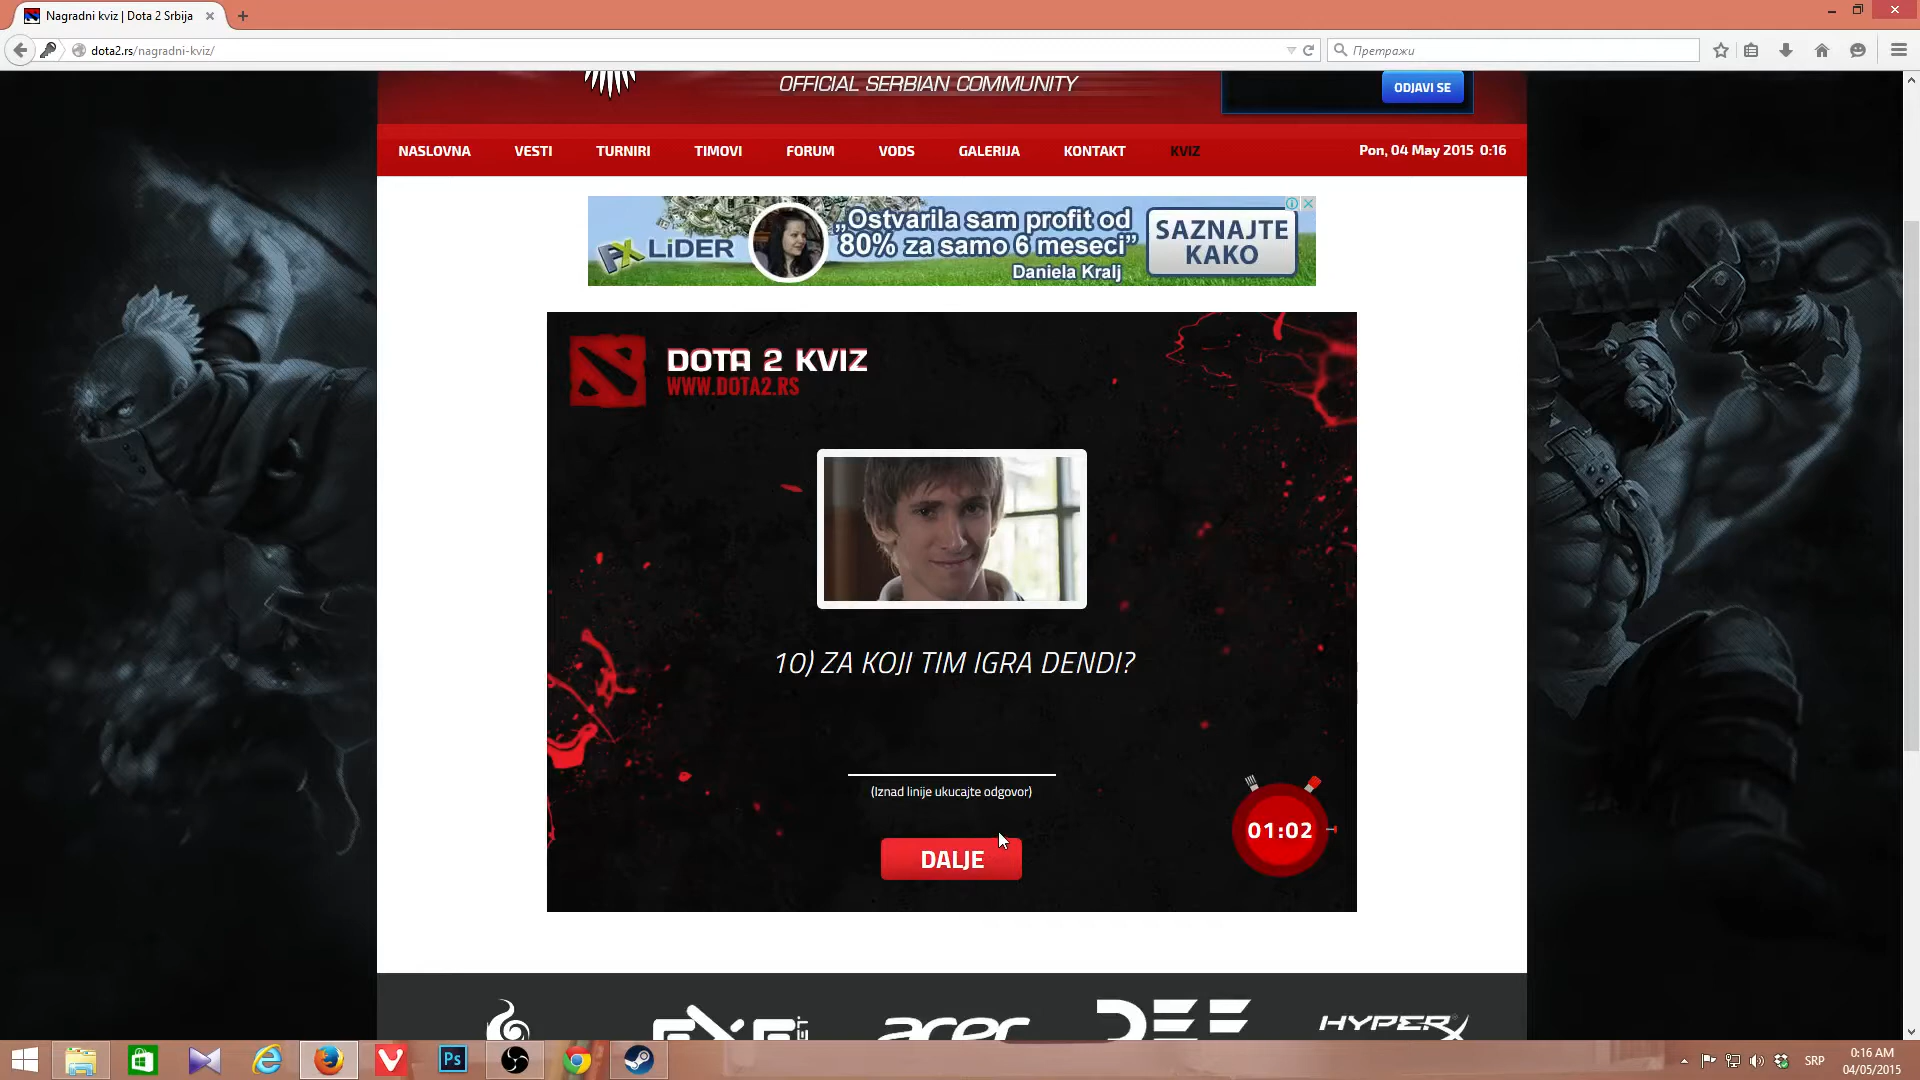 Nagradni kviz | Dota 2 Srbija
dota2.rs/nagradni-kviz/
Претражи
OFFICIAL SERBIAN COMMUNITY
ODJAVI SE
NASLOVNA VESTI TURNIRI TIMOVI FORUM VODS GALERIJA KONTAKT KVIZ
Pon, 04 May 2015 0:16
FX LiDER
„Ostvarila sam profit od
80% za samo 6 meseci”
Daniela Kralj
SAZNAJTE
KAKO
DOTA 2 KVIZ
WWW.DOTA2.RS
10) ZA KOJI TIM IGRA DENDI?
(Iznad linije ukucajte odgovor)
01:02
DALJE
acer
HYPERX
Ps
SRP
0:16 AM
04/05/2015